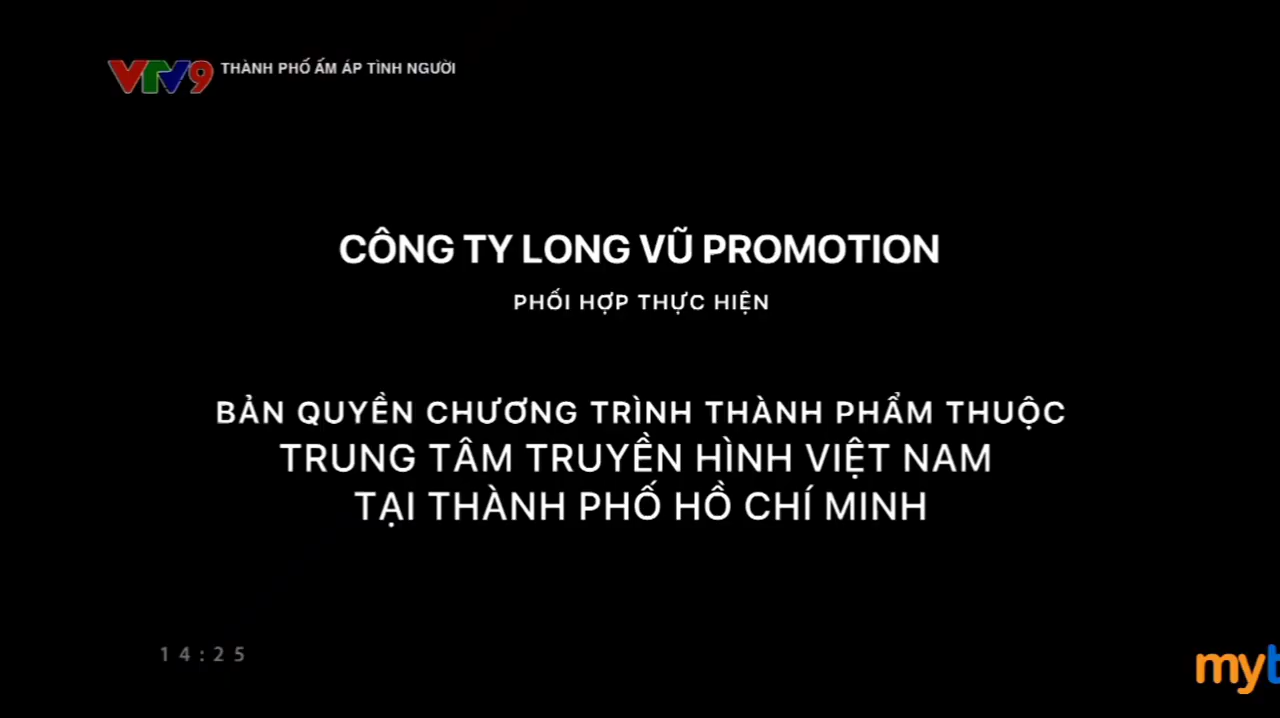 VTV9 THÀNH PHỐ ẤM ÁP TÌNH NGƯỜI
CÔNG TY LONG VŨ PROMOTION
PHỐI HỢP THỰC HIỆN
BẢN QUYỀN CHƯƠNG TRÌNH THÀNH PHẨM THUỘC
TRUNG TÂM TRUYỀN HÌNH VIỆT NAM
TẠI THÀNH PHỐ HỒ CHÍ MINH
14:25
myt